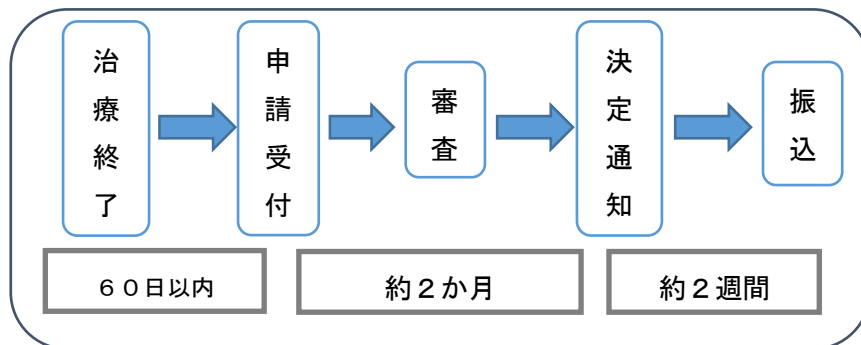 治療終了
申請受付
審査
決定通知
振込
６０日以内
約２か月
約２週間